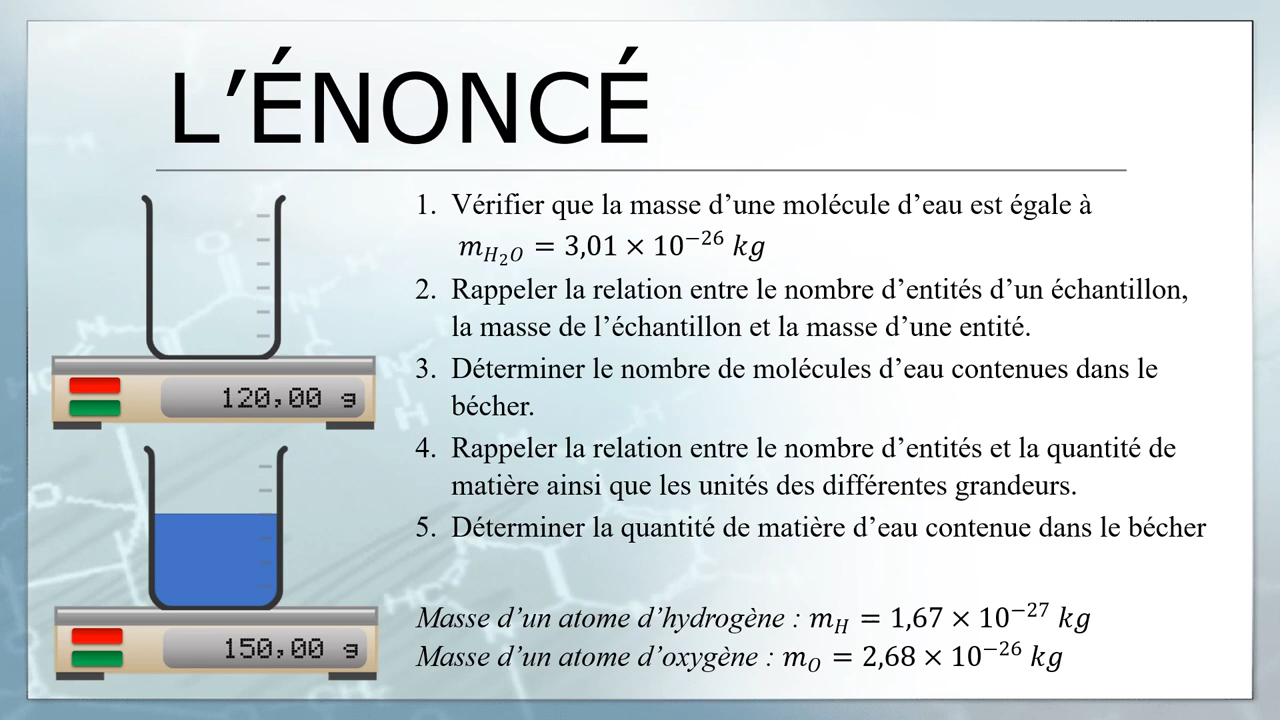 L’ÉNONCÉ
1. Vérifier que la masse d’une molécule d’eau est égale à
m_{H_2O} = 3,01 × 10^{−26} kg
2. Rappeler la relation entre le nombre d’entités d’un échantillon,
la masse de l’échantillon et la masse d’une entité.
3. Déterminer le nombre de molécules d’eau contenues dans le
bécher.
4. Rappeler la relation entre le nombre d’entités et la quantité de
matière ainsi que les unités des différentes grandeurs.
5. Déterminer la quantité de matière d’eau contenue dans le bécher
Masse d’un atome d’hydrogène : m_H = 1,67 × 10^{−27} kg
Masse d’un atome d’oxygène : m_O = 2,68 × 10^{−26} kg
120,00 g
150,00 g